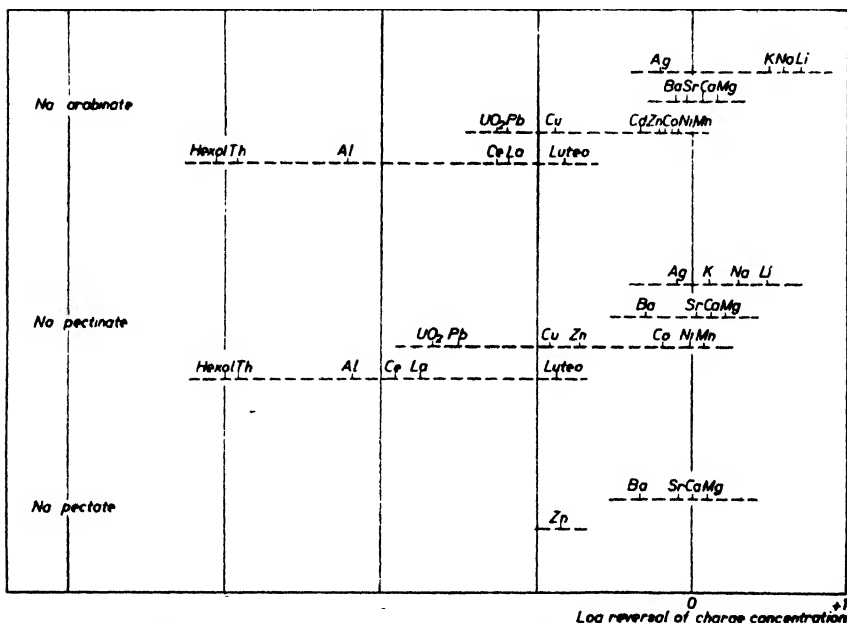 Ag K Na Li
Ba Sr Ca Mg
Na arabinate
UO2 Pb Cu Cd Zn Co Ni Mn
Hexol Th Al Ce La Luteo
Ag K Na Li
Ba Sr Ca Mg
Na pectinate
UO2 Pb Cu Zn Co Ni Mn
Hexol Th Al Ce La Luteo
Ba Sr Ca Mg
Na pectate
Zn
0 +1
Log reversal of charge concentration